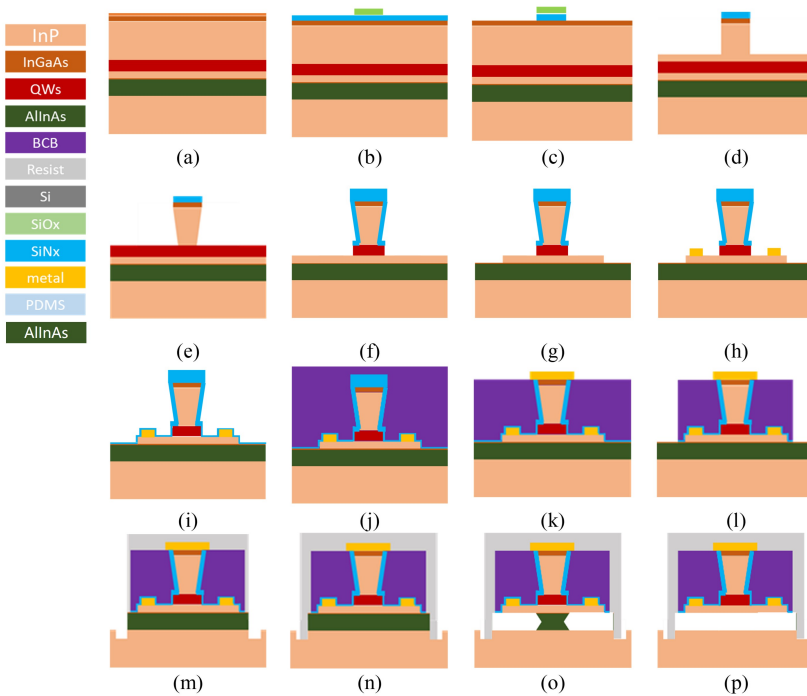 InP
InGaAs
QWs
AlInAs
BCB
Resist
Si
SiOx
SiNx
metal
PDMS
AlInAs
(a)
(b)
(c)
(d)
(e)
(f)
(g)
(h)
(i)
(j)
(k)
(l)
(m)
(n)
(o)
(p)